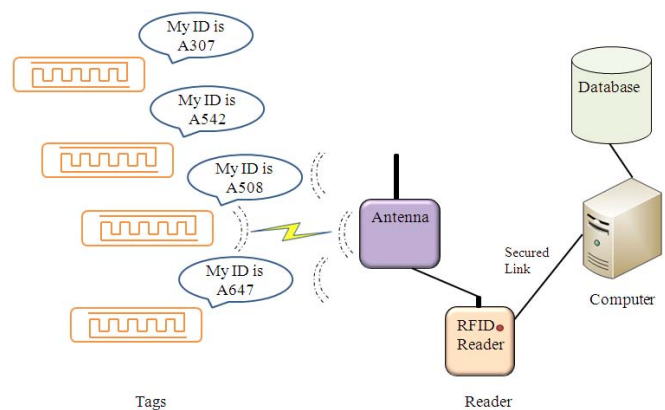 My ID is
A307
My ID is
A542
My ID is
A508
My ID is
A647
Antenna
Database
Secured
Link
Computer
RFID
Reader
Tags
Reader